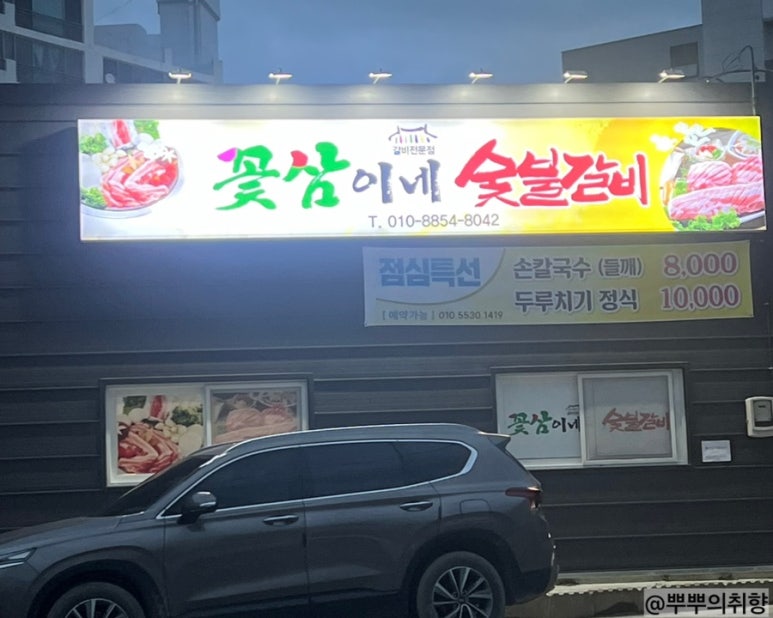 갈비전문점
꽃삼이네 숯불갈비
T. 010-8854-8042
점심특선
손칼국수 (들깨) 8,000
두루치기 정식 10,000
[ 예약가능 ] 010 5530 1419
꽃삼이네 숯불갈비
@뿌뿌의취향